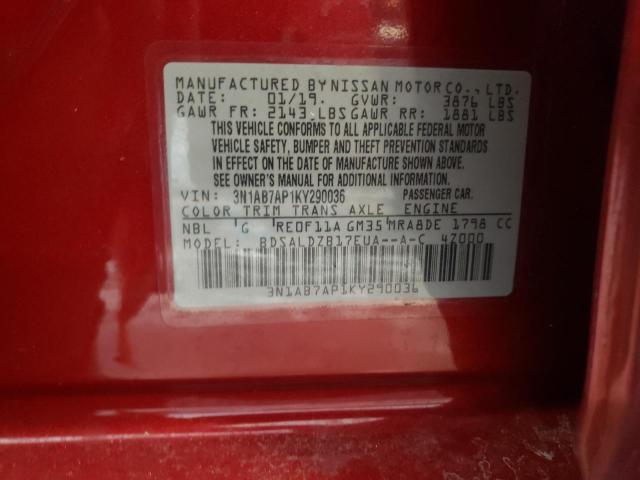 MANUFACTURED BY NISSAN MOTOR CO., LTD.
DATE: 01/19. GVWR: 3876 LBS
GAWR FR: 2143 LBS GAWR RR: 1881 LBS
THIS VEHICLE CONFORMS TO ALL APPLICABLE FEDERAL MOTOR
VEHICLE SAFETY, BUMPER AND THEFT PREVENTION STANDARDS
IN EFFECT ON THE DATE OF MANUFACTURE SHOWN ABOVE.
SEE OWNER'S MANUAL FOR ADDITIONAL INFORMATION.
VIN: 3N1AB7AP1KY290036 PASSENGER CAR.
COLOR TRIM TRANS AXLE ENGINE
NBL G RE0F11A GM35 MRA8DE 1798 CC
MODEL: BDSALDZB17EUA--A-C 4Z000
3N1AB7AP1KY290036